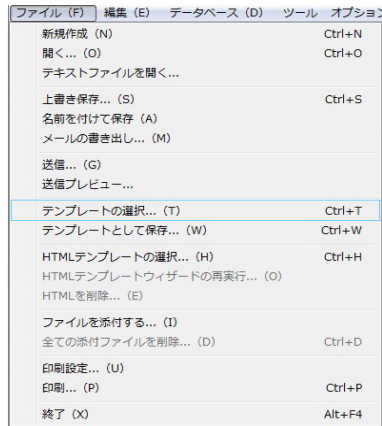 ファイル（F） 編集（E） データベース（D） ツール オプション
新規作成（N） Ctrl+N
開く...（O） Ctrl+O
テキストファイルを開く...
上書き保存...（S） Ctrl+S
名前を付けて保存（A）
メールの書き出し...（M）
送信...（G）
送信プレビュー...
テンプレートの選択...（T） Ctrl+T
テンプレートとして保存...（W） Ctrl+W
HTMLテンプレートの選択...（H） Ctrl+H
HTMLテンプレートウィザードの再実行...（O）
HTMLを削除...（E）
ファイルを添付する...（I）
全ての添付ファイルを削除...（D） Ctrl+D
印刷設定...（U）
印刷...（P） Ctrl+P
終了（X） Alt+F4